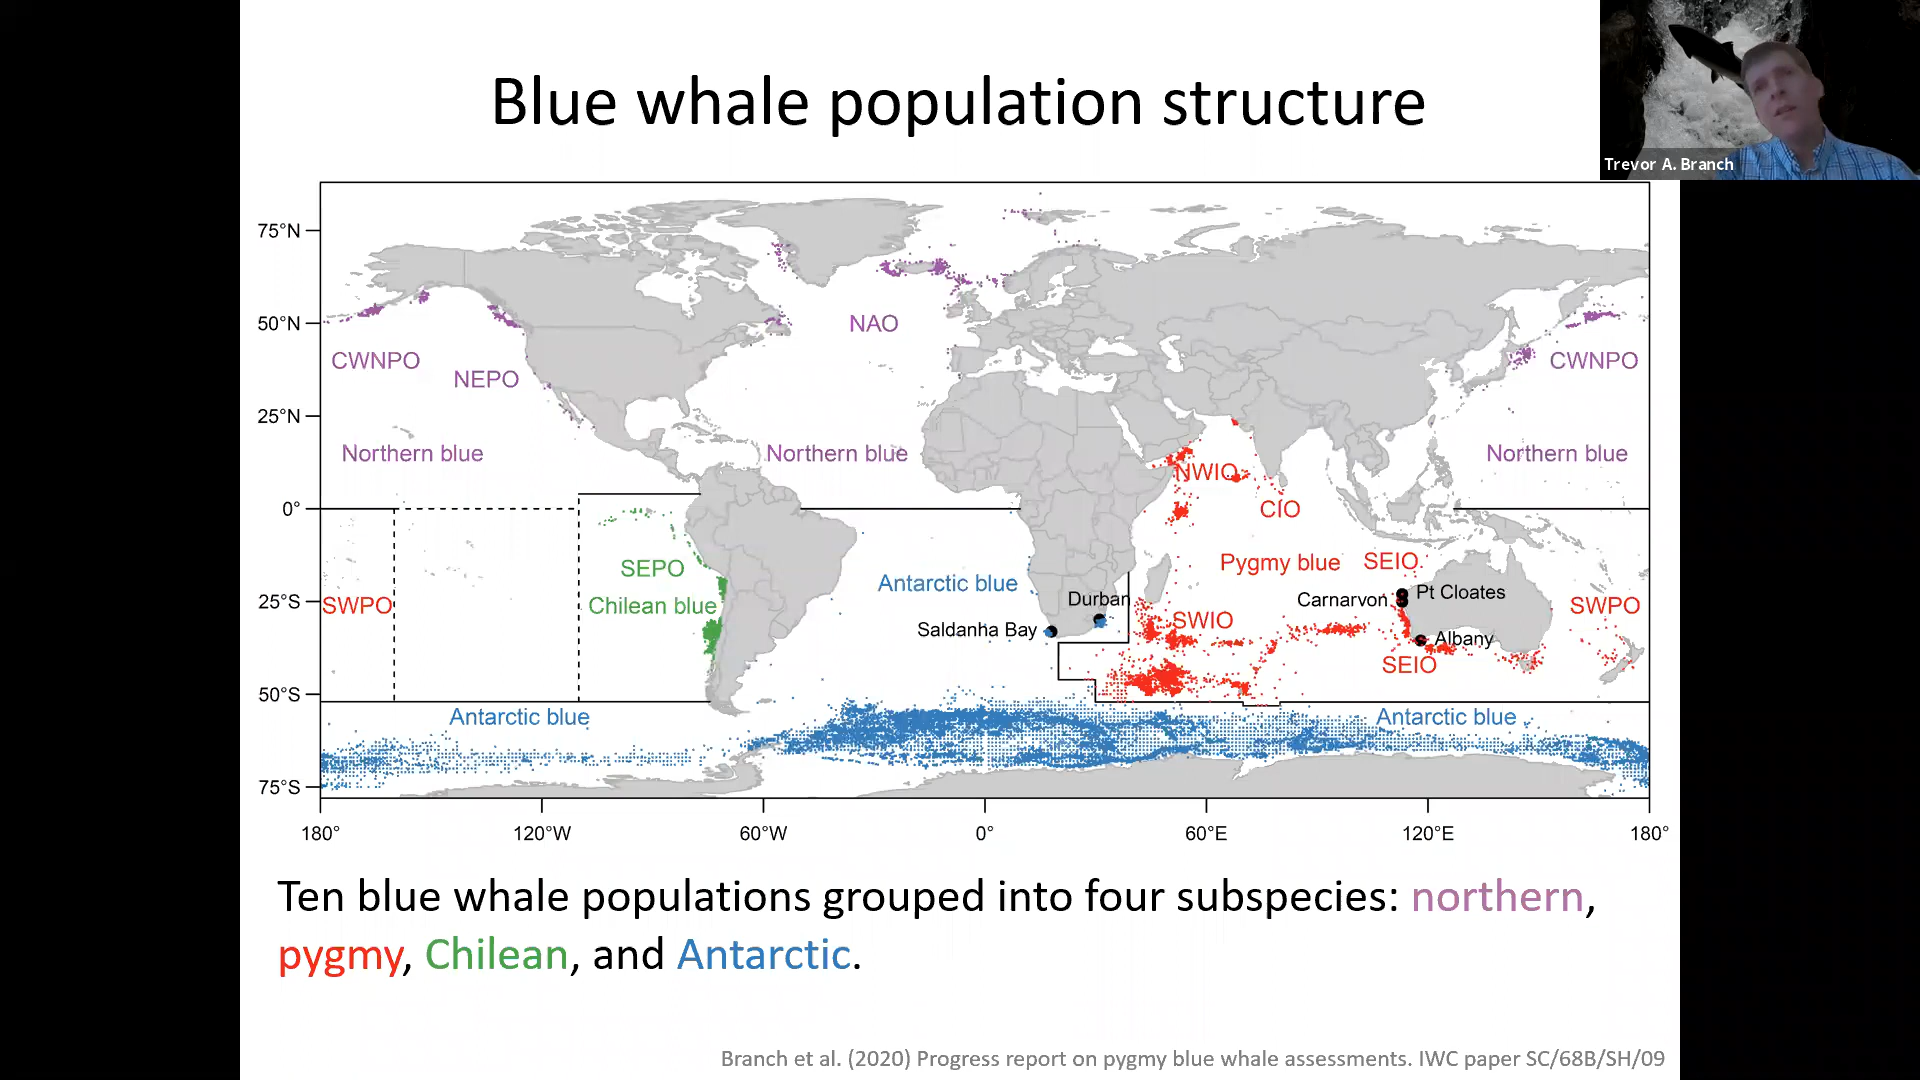 Blue whale population structure
Trevor A. Branch
75°N
50°N
25°N
0°
25°S
50°S
75°S
180°
120°W
60°W
0°
60°E
120°E
180°
NAO
CWNPO
NEPO
CWNPO
Northern blue
Northern blue
Northern blue
NWIO
CIO
SEPO
Chilean blue
SWPO
Antarctic blue
Pygmy blue
SEIO
Pt Cloates
Carnarvon
Durban
Saldanha Bay
SWIO
Albany
SEIO
SWPO
Antarctic blue
Antarctic blue
Ten blue whale populations grouped into four subspecies: northern,
pygmy, Chilean, and Antarctic.
Branch et al. (2020) Progress report on pygmy blue whale assessments. IWC paper SC/68B/SH/09